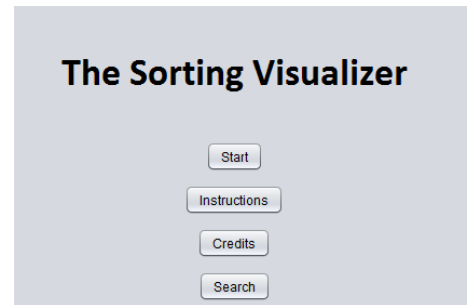 The Sorting Visualizer
Start
Instructions
Credits
Search